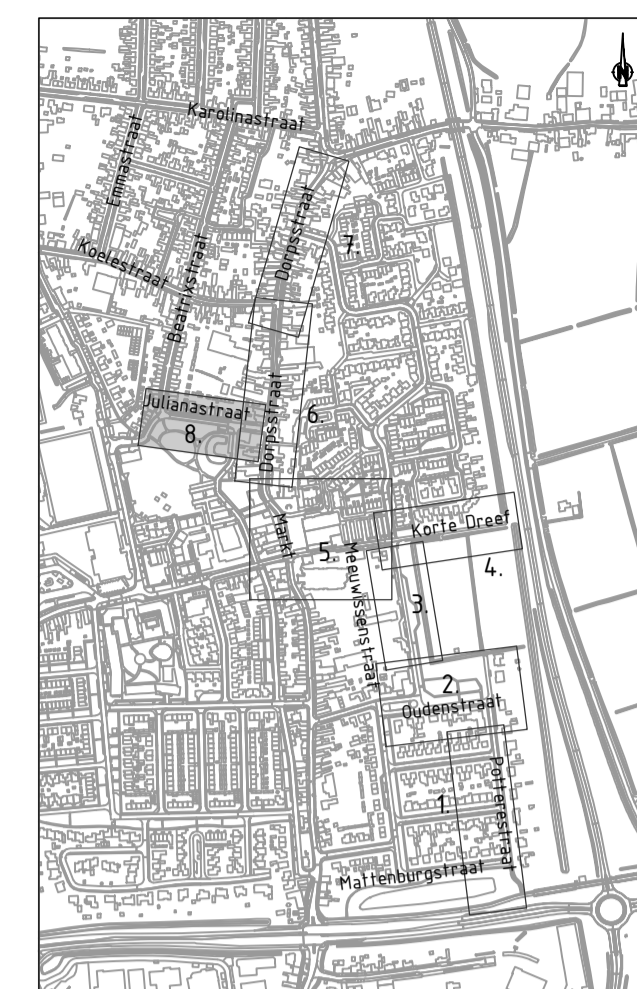 N
Karolinastraat
Emmastraat
Dorpsstraat
7.
Koelestraat
Beatrixstraat
Julianastraat
8.
Dorpsstraat
6.
Markt
5.
Meeuwissenstraat
Korte Dreef
4.
3.
2.
Oudenstraat
1.
Potterestraat
Mattenburgstraat